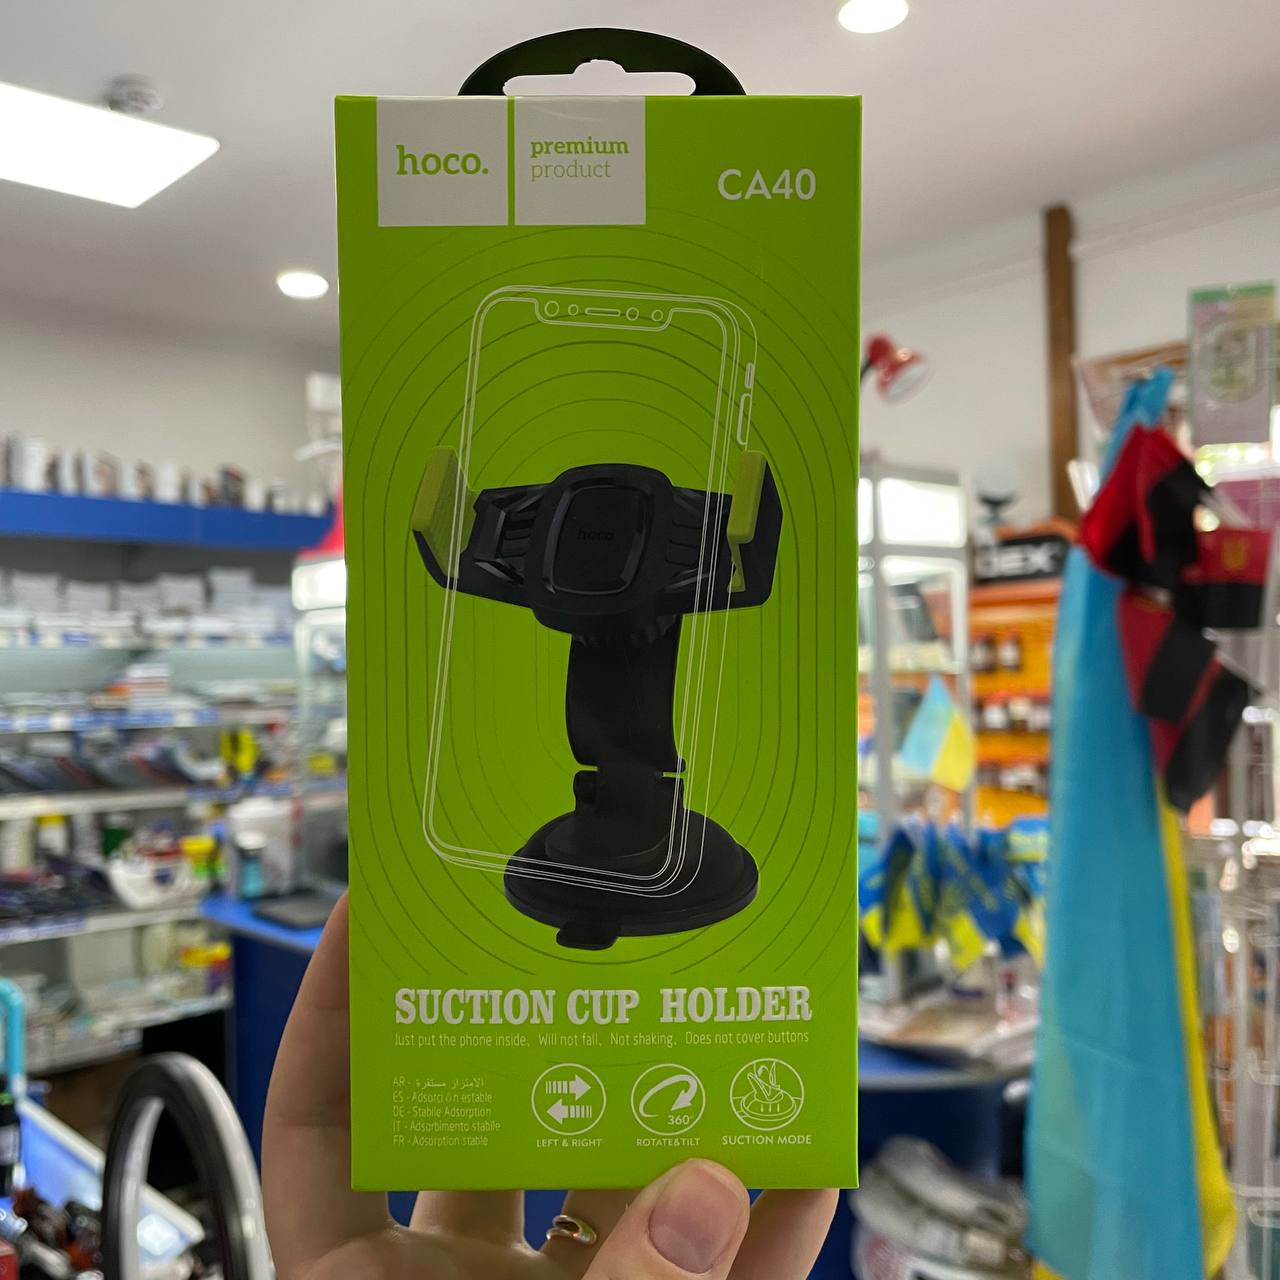 hoco.
premium
product
CA40
hoco.
SUCTION CUP HOLDER
Just put the phone inside. Will not fall. Not shaking. Does not cover buttons
AR - الامتزاز مستقرة
ES - Adsorción estable
DE - Stabile Adsorption
IT - Adsorbimento stabile
FR - Adsorption stable
LEFT & RIGHT
360°
ROTATE&TILT
SUCTION MODE
DEX